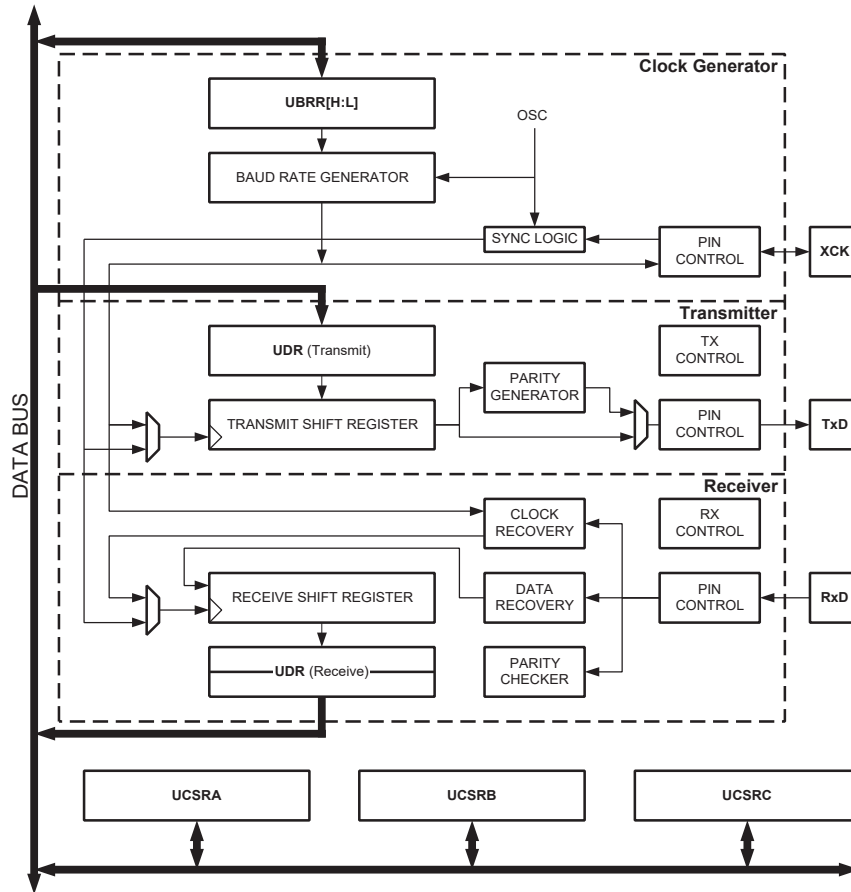 Clock Generator
UBRR[H:L]
OSC
BAUD RATE GENERATOR
SYNC LOGIC
PIN
CONTROL
XCK
Transmitter
UDR (Transmit)
TX
CONTROL
PARITY
GENERATOR
TRANSMIT SHIFT REGISTER
PIN
CONTROL
TxD
DATA BUS
Receiver
CLOCK
RECOVERY
RX
CONTROL
RECEIVE SHIFT REGISTER
DATA
RECOVERY
PIN
CONTROL
RxD
UDR (Receive)
PARITY
CHECKER
UCSRA
UCSRB
UCSRC